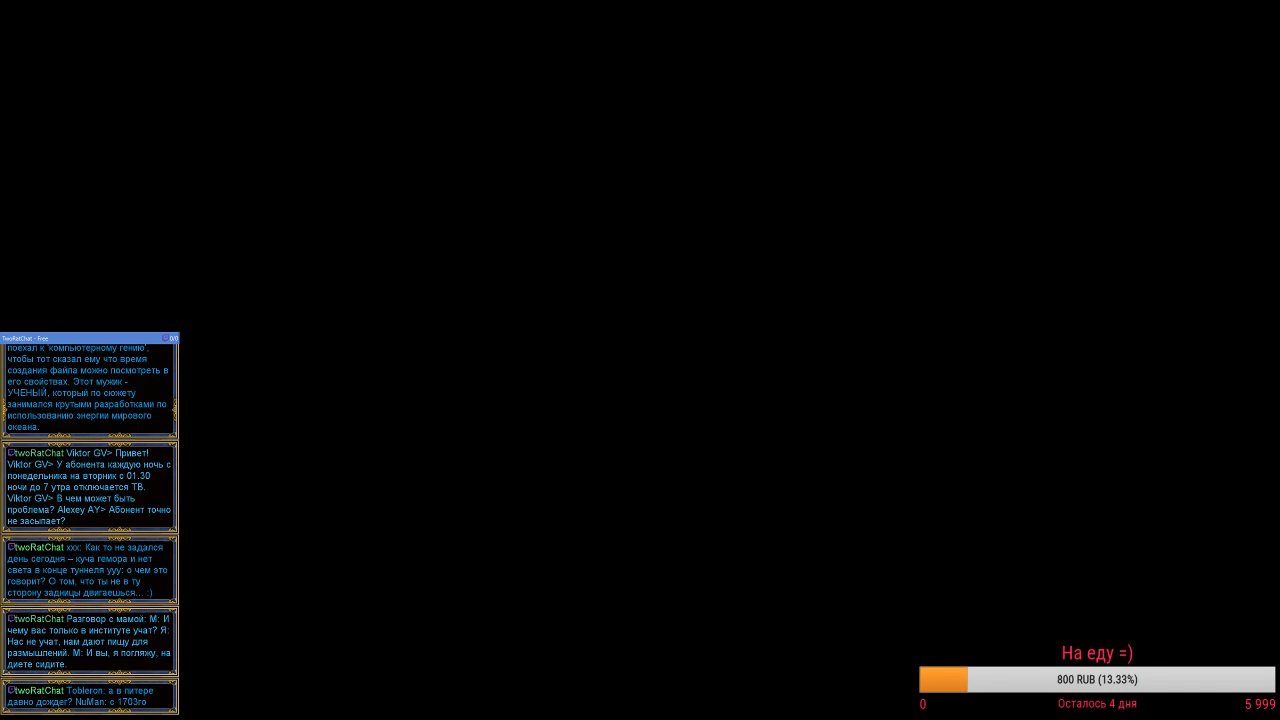 TwoRatChat - Free 0/0
поехал к 'компьютерному гению',
чтобы тот сказал ему что время
создания файла можно посмотреть в
его свойствах. Этот мужик -
УЧЕНЫЙ, который по сюжету
занимался крутыми разработками по
использованию энергии мирового
океана.
twoRatChat Viktor GV> Привет!
Viktor GV> У абонента каждую ночь с
понедельника на вторник с 01.30
ночи до 7 утра отключается ТВ.
Viktor GV> В чем может быть
проблема? Alexey AY> Абонент точно
не засыпает?
twoRatChat xxx: Как то не задался
день сегодня – куча гемора и нет
света в конце туннеля ууу: о чем это
говорит? О том, что ты не в ту
сторону задницы двигаешься... :)
twoRatChat Разговор с мамой: М: И
чему вас только в институте учат? Я:
Нас не учат, нам дают пищу для
размышлений. М: И вы, я погляжу, на
диете сидите.
twoRatChat Tobleron: а в питере
давно дождег? NuMan: с 1703го
На еду =)
800 RUB (13.33%)
0 Осталось 4 дня 5 999